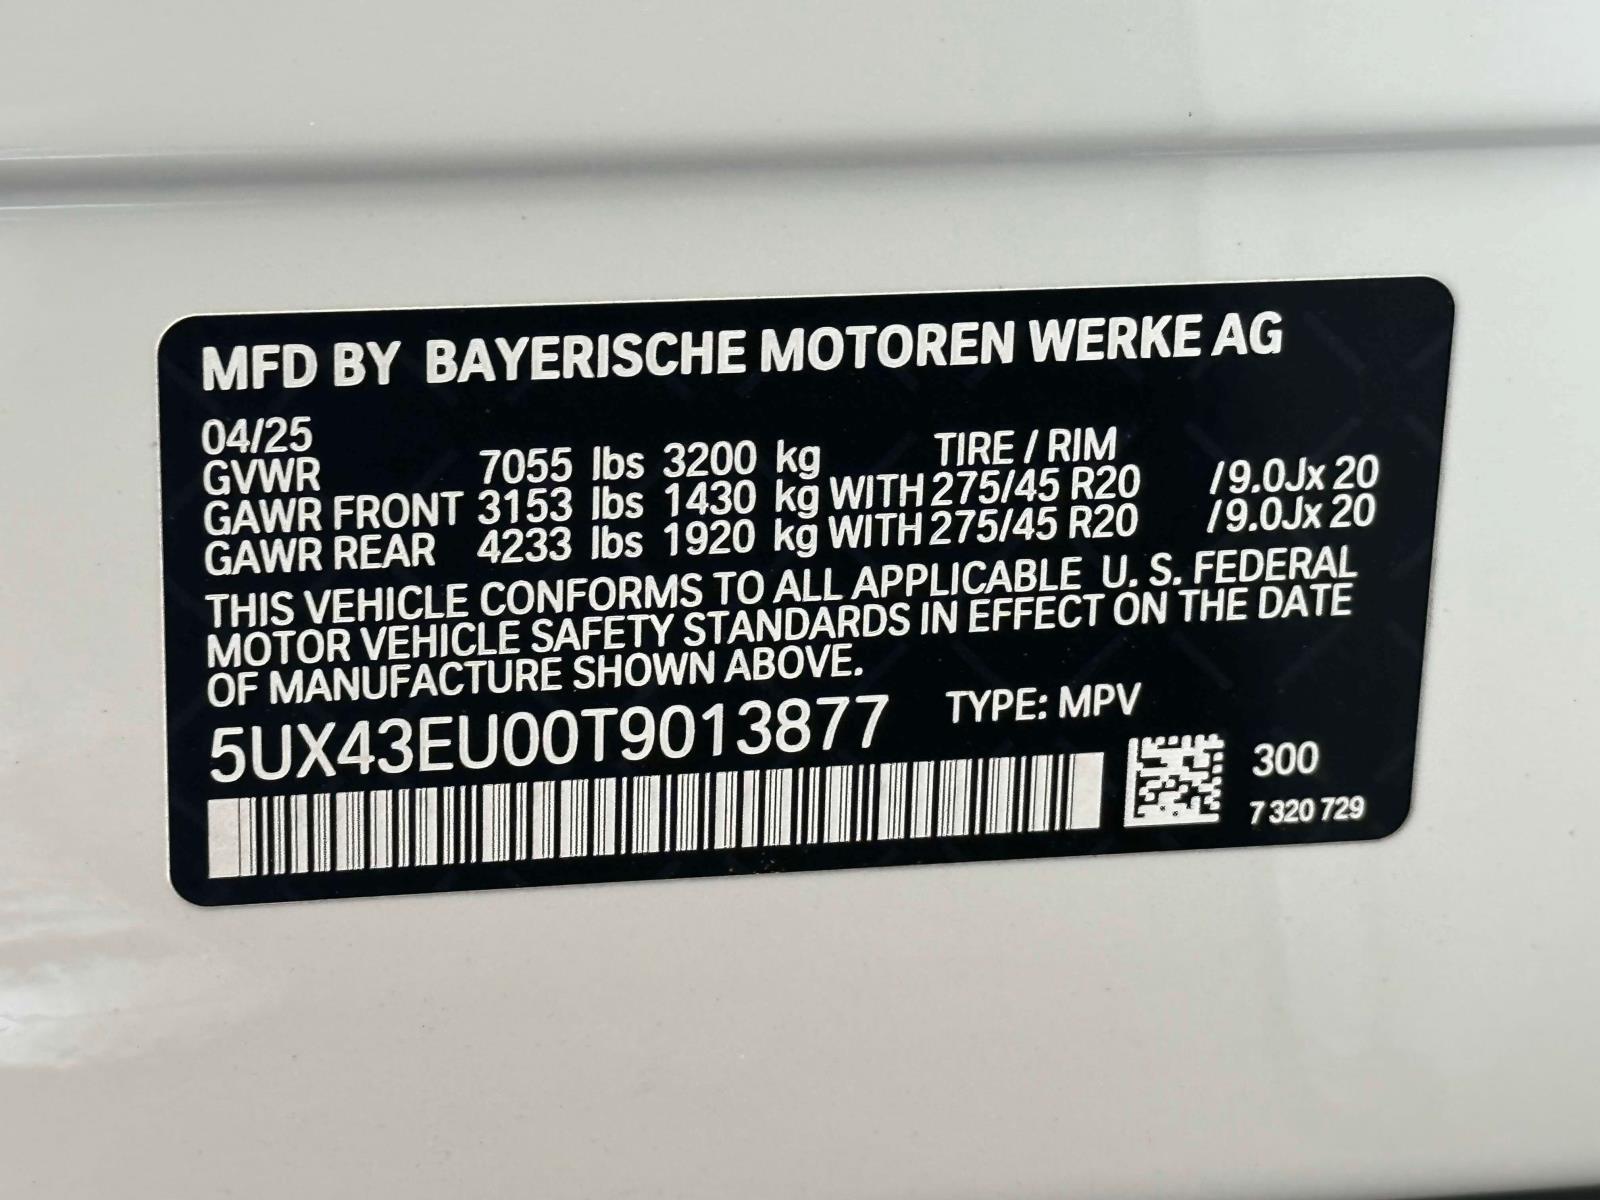 MFD BY BAYERISCHE MOTOREN WERKE AG
04/25
TIRE / RIM
GVWR 7055 lbs 3200 kg
GAWR FRONT 3153 lbs 1430 kg WITH 275/45 R20 / 9.0Jx 20
GAWR REAR 4233 lbs 1920 kg WITH 275/45 R20 / 9.0Jx 20
THIS VEHICLE CONFORMS TO ALL APPLICABLE U. S. FEDERAL
MOTOR VEHICLE SAFETY STANDARDS IN EFFECT ON THE DATE
OF MANUFACTURE SHOWN ABOVE.
5UX43EU00T9013877 TYPE: MPV
300
7 320 729